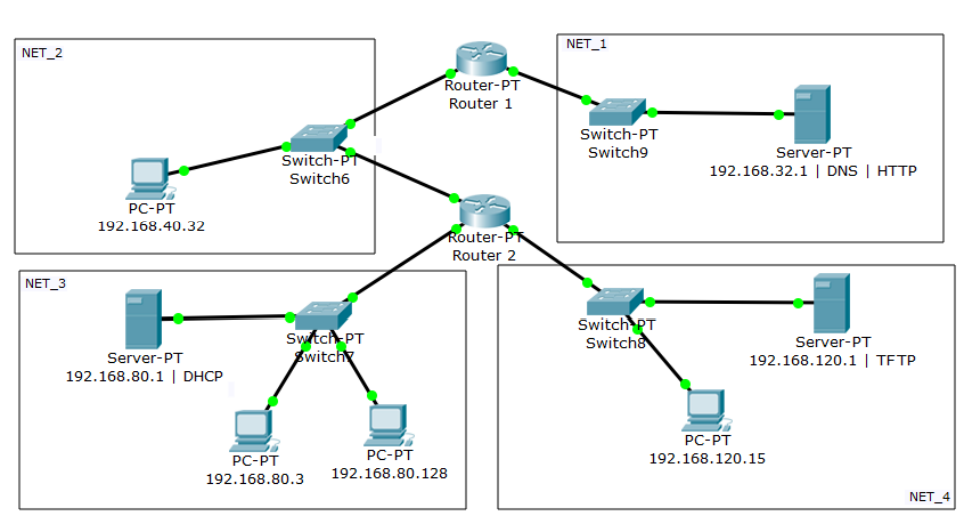 NET_2
NET_1
Router-PT
Router 1
Switch-PT
Switch9
Server-PT
192.168.32.1 | DNS | HTTP
Switch-PT
Switch6
PC-PT
192.168.40.32
Router-PT
Router 2
NET_3
Switch-PT
Switch7
Server-PT
192.168.80.1 | DHCP
PC-PT
192.168.80.3
PC-PT
192.168.80.128
Switch-PT
Switch8
Server-PT
192.168.120.1 | TFTP
PC-PT
192.168.120.15
NET_4